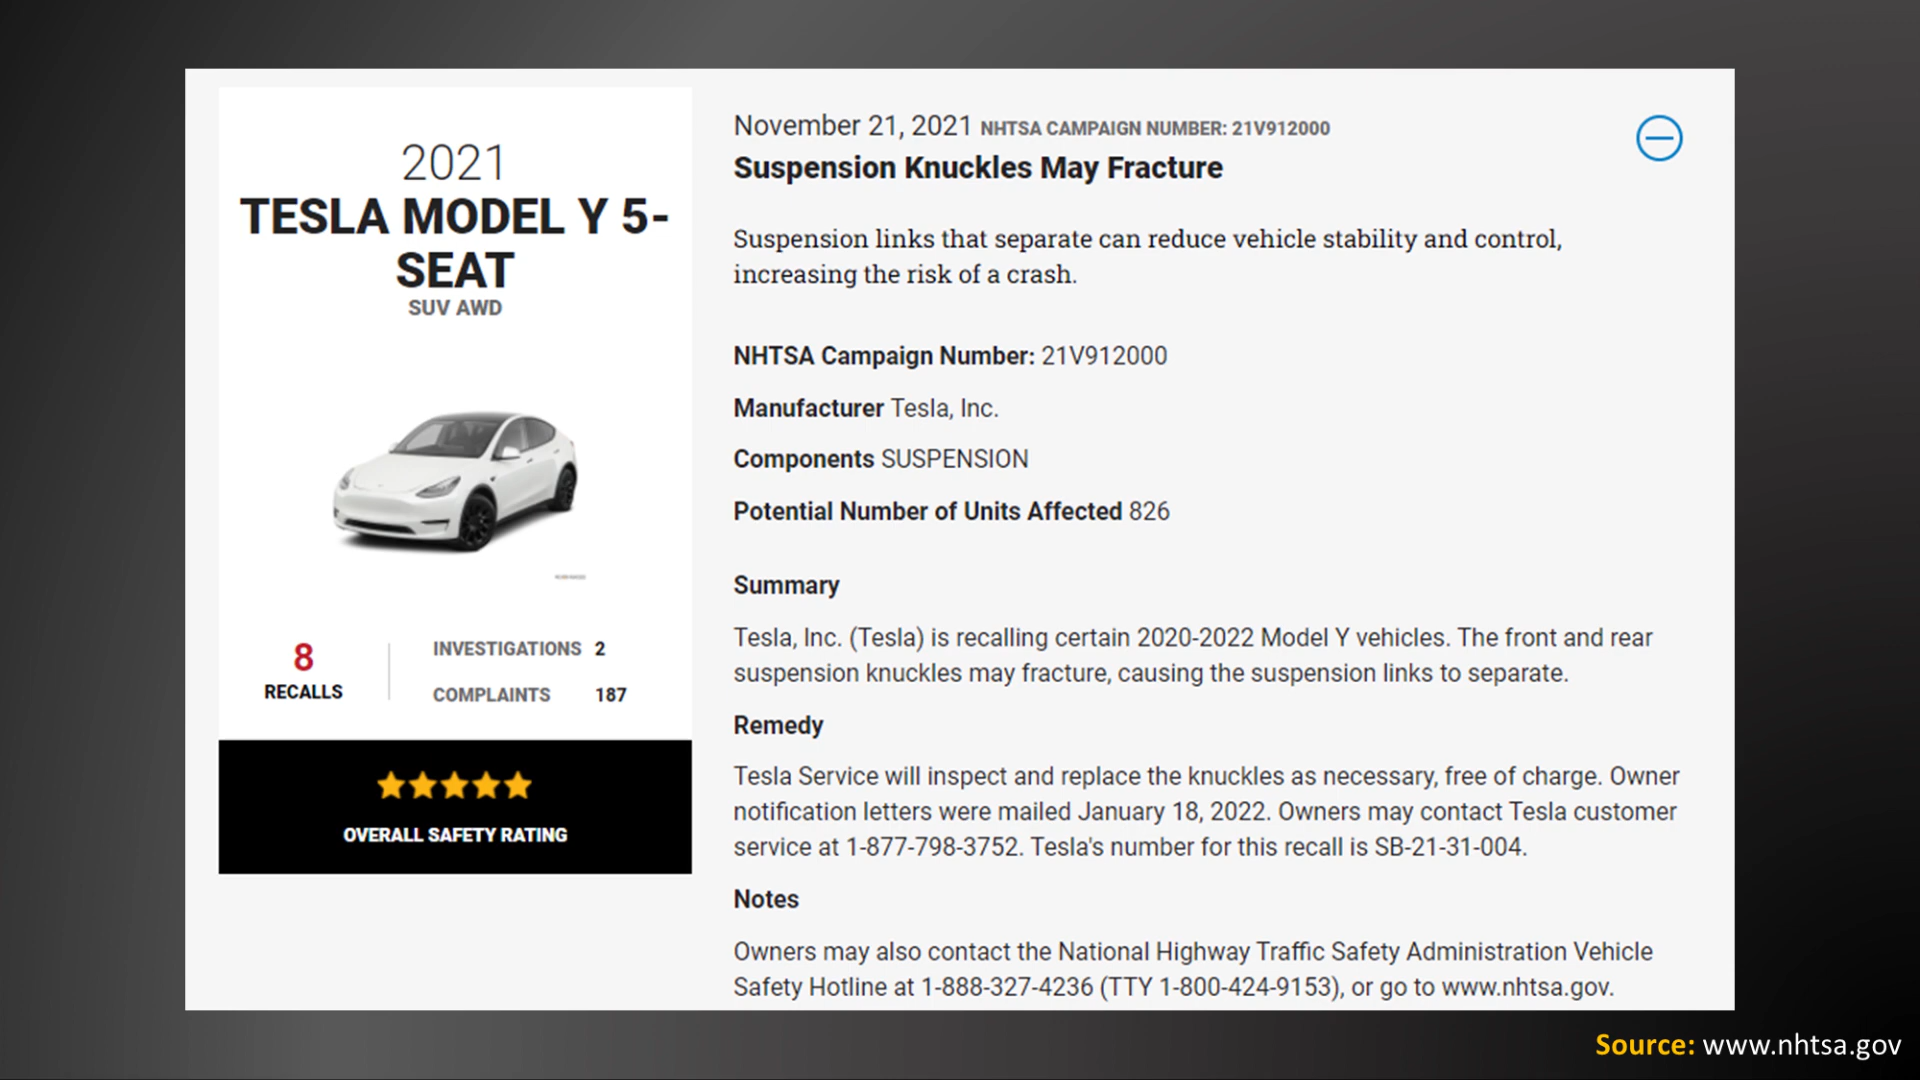 2021
TESLA MODEL Y 5-
SEAT
SUV AWD
8
RECALLS
INVESTIGATIONS 2
COMPLAINTS 187
OVERALL SAFETY RATING
November 21, 2021 NHTSA CAMPAIGN NUMBER: 21V912000
Suspension Knuckles May Fracture
Suspension links that separate can reduce vehicle stability and control,
increasing the risk of a crash.
NHTSA Campaign Number: 21V912000
Manufacturer Tesla, Inc.
Components SUSPENSION
Potential Number of Units Affected 826
Summary
Tesla, Inc. (Tesla) is recalling certain 2020-2022 Model Y vehicles. The front and rear
suspension knuckles may fracture, causing the suspension links to separate.
Remedy
Tesla Service will inspect and replace the knuckles as necessary, free of charge. Owner
notification letters were mailed January 18, 2022. Owners may contact Tesla customer
service at 1-877-798-3752. Tesla's number for this recall is SB-21-31-004.
Notes
Owners may also contact the National Highway Traffic Safety Administration Vehicle
Safety Hotline at 1-888-327-4236 (TTY 1-800-424-9153), or go to www.nhtsa.gov.
Source: www.nhtsa.gov